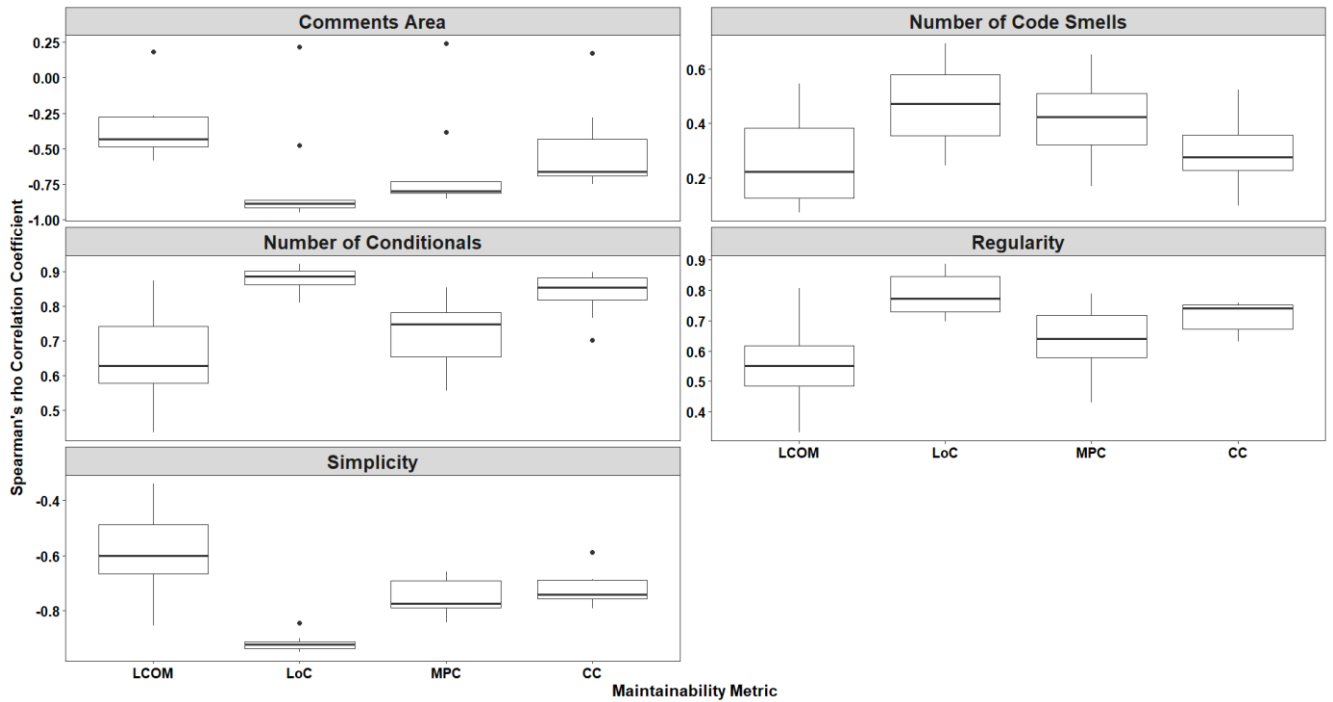 Comments Area
0.25
0.00
-0.25
-0.50
-0.75
-1.00
Number of Code Smells
0.6
0.4
0.2
Number of Conditionals
0.9
0.8
0.7
0.6
0.5
Regularity
0.9
0.8
0.7
0.6
0.5
0.4
LCOM LoC MPC CC
Simplicity
-0.4
-0.6
-0.8
LCOM LoC MPC CC
Spearman's rho Correlation Coefficient
Maintainability Metric